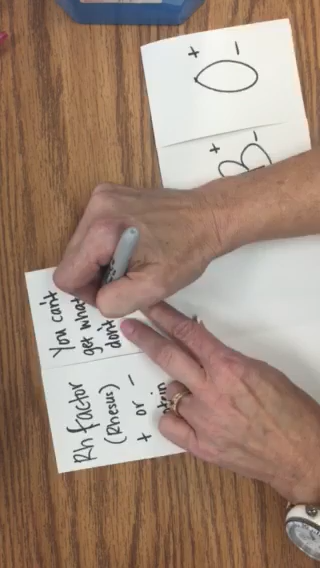 + -
O
+ -
B
You can't
get what
don't
Rh factor
(Rhesus)
+ or -